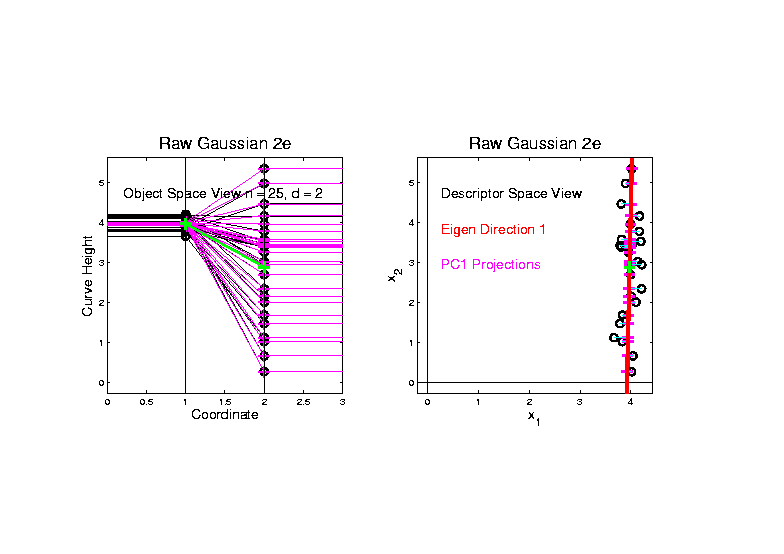 Raw Gaussian 2e
Object Space View n = 25, d = 2
Curve Height
5
4
3
2
1
0
0 0.5 1 1.5 2 2.5 3
Coordinate
Raw Gaussian 2e
Descriptor Space View
Eigen Direction 1
PC1 Projections
x2
5
4
3
2
1
0
0 1 2 3 4
x1